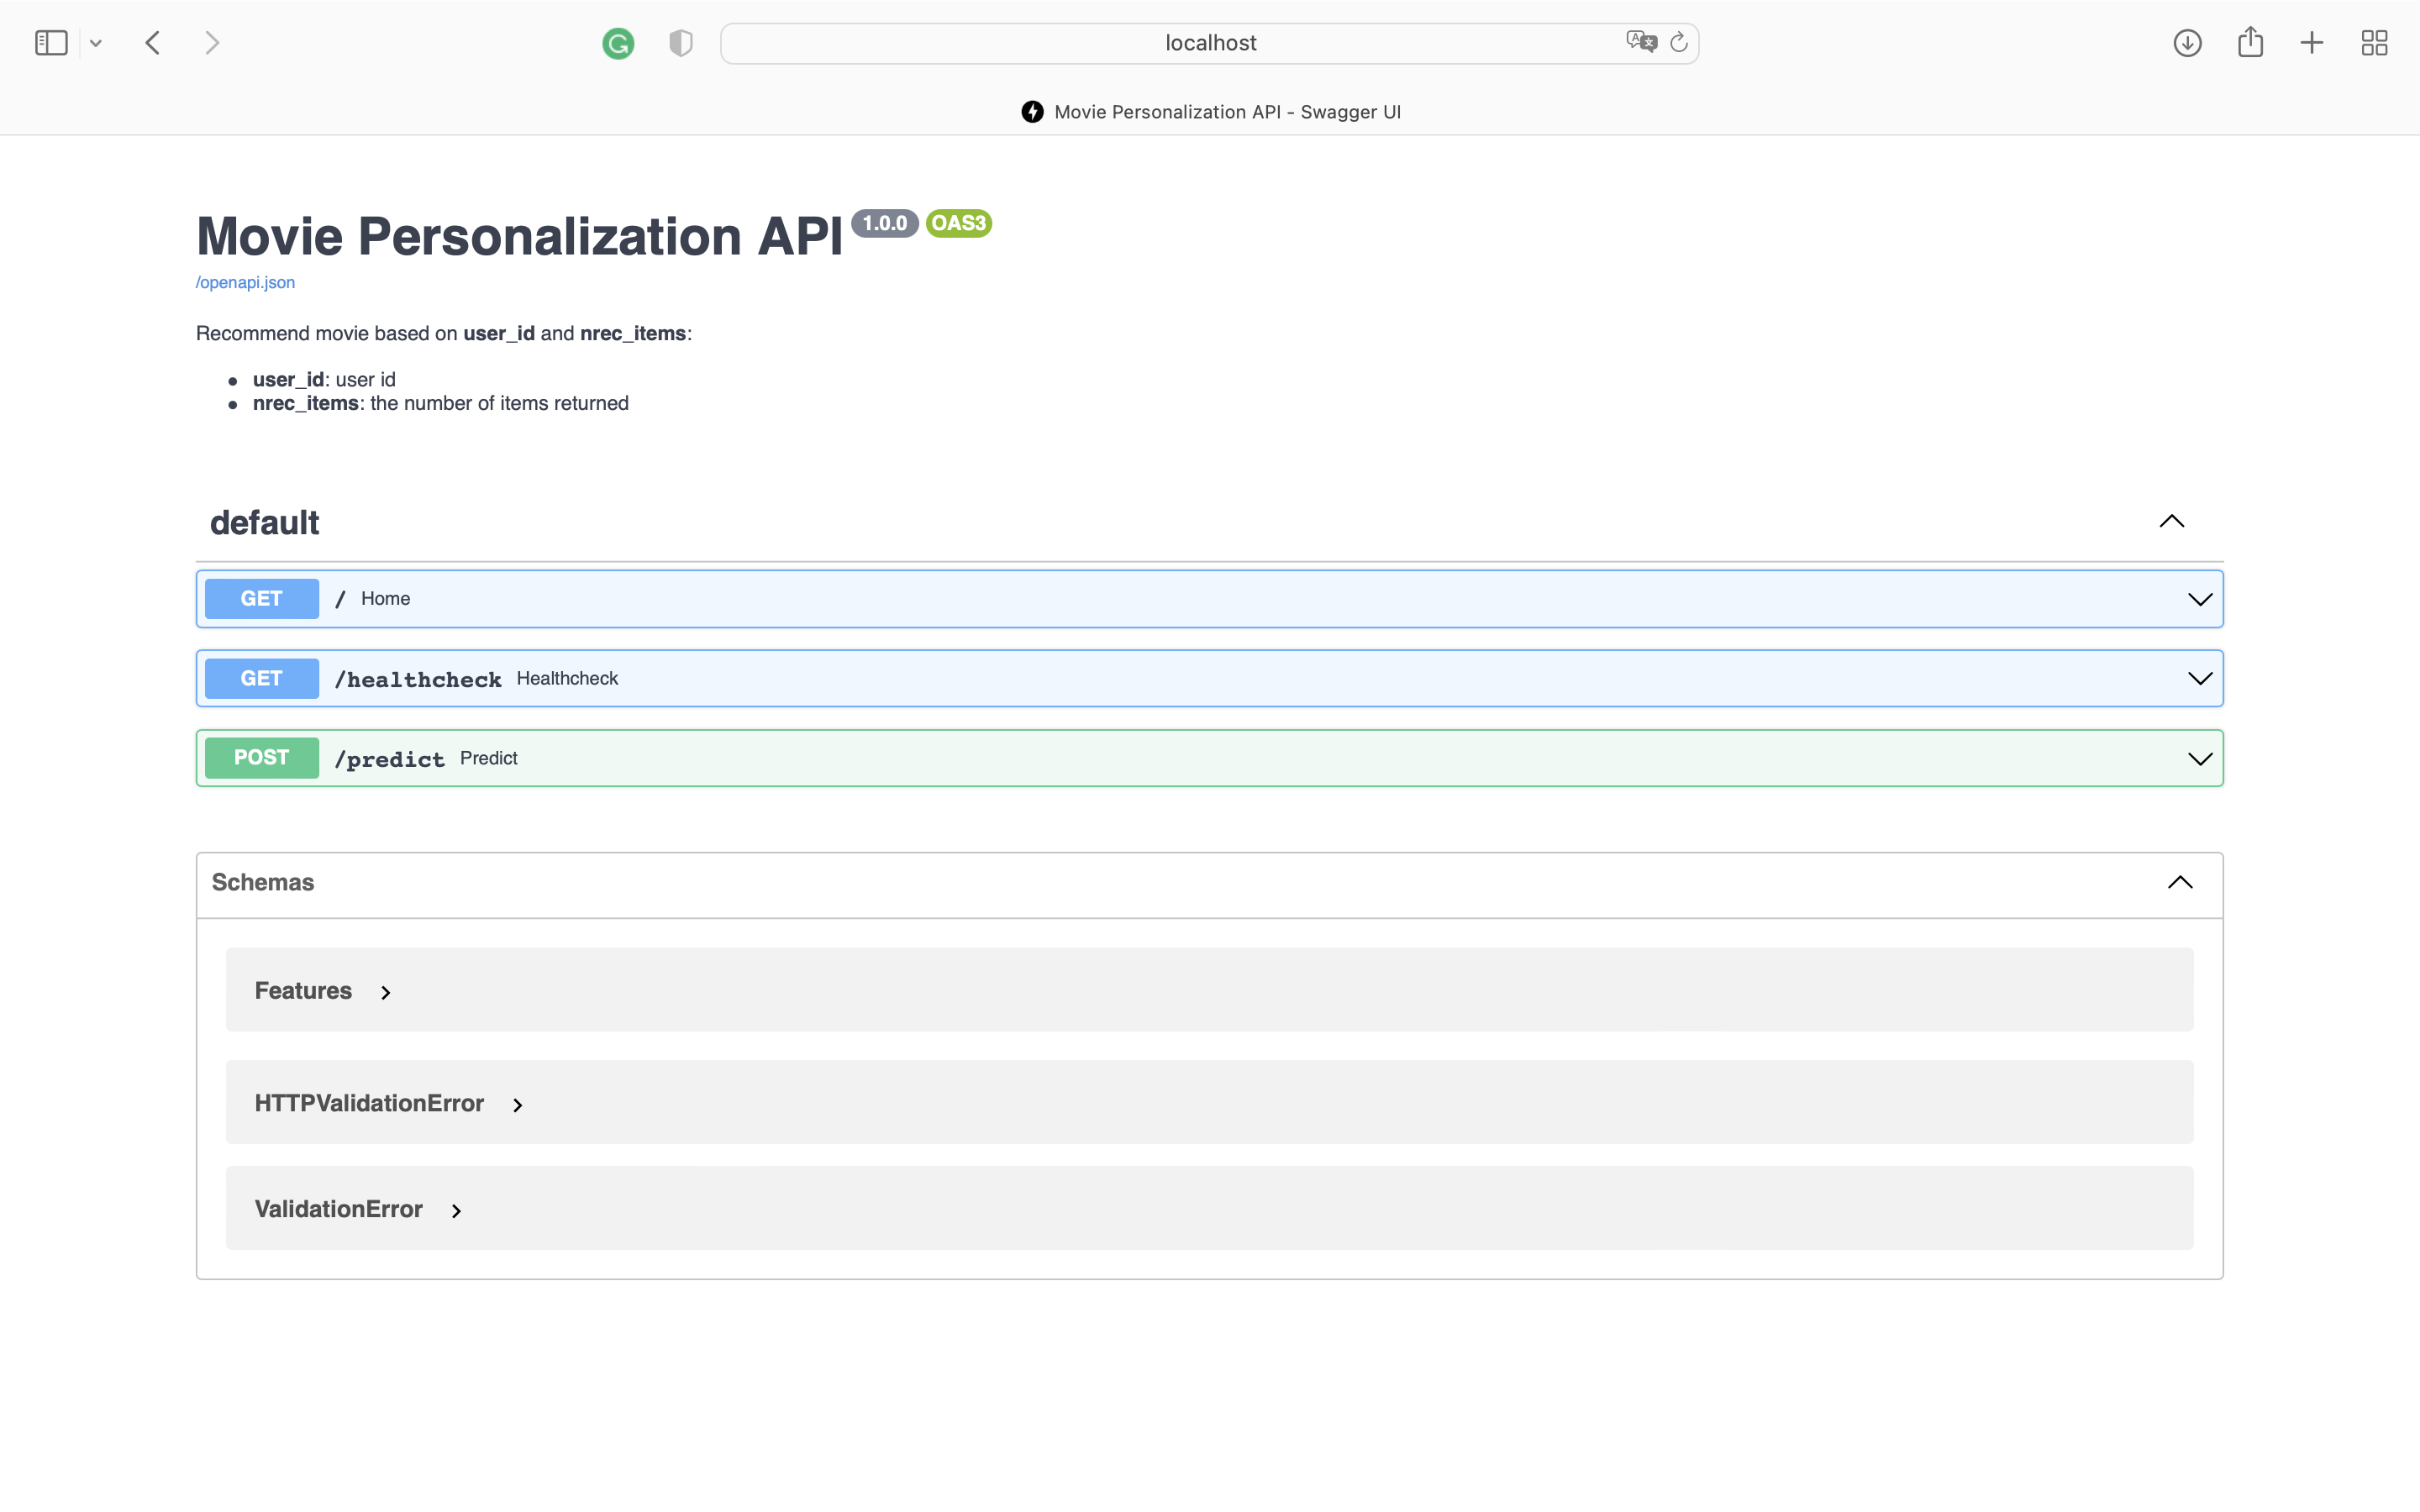 localhost
Movie Personalization API - Swagger UI
Movie Personalization API 1.0.0 OAS3
/openapi.json
Recommend movie based on user_id and nrec_items:
user_id: user id
nrec_items: the number of items returned
default
GET / Home
GET /healthcheck Healthcheck
POST /predict Predict
Schemas
Features
HTTPValidationError
ValidationError